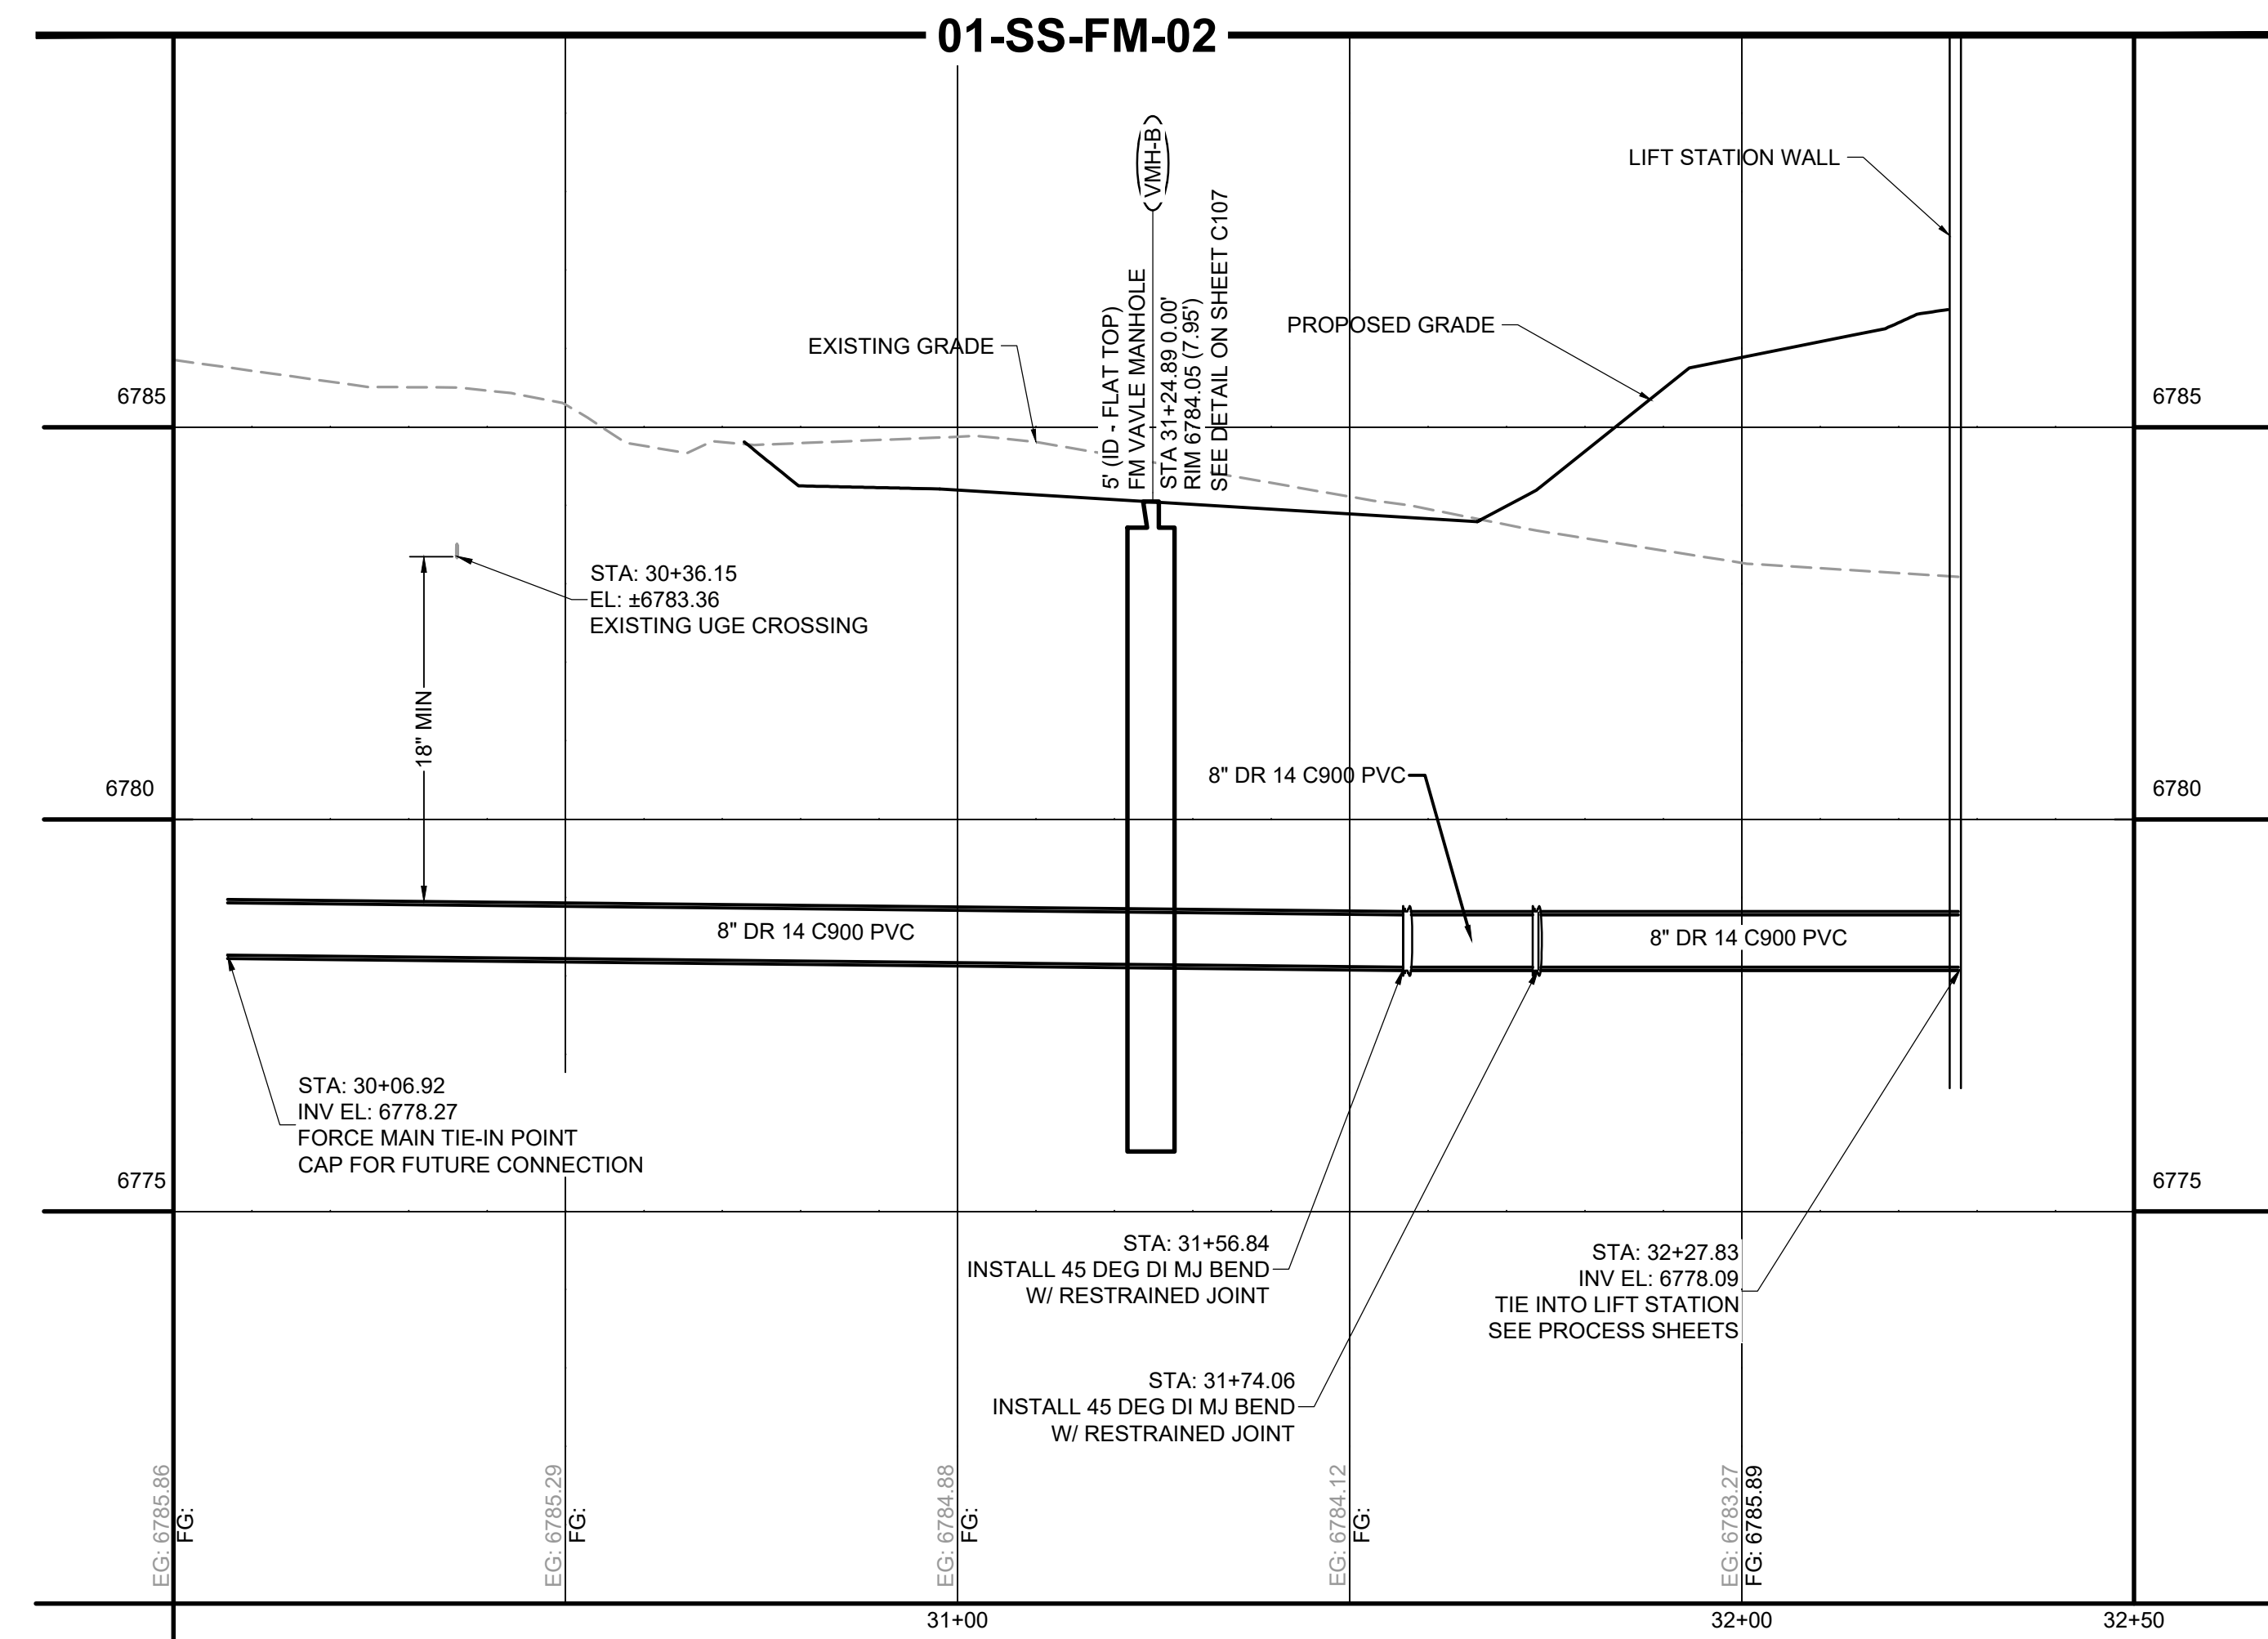 01-SS-FM-02
VMH-B
LIFT STATION WALL
5' (ID - FLAT TOP)
FM VAVLE MANHOLE
STA 31+24.89 0.00'
RIM 6784.05 (7.95')
SEE DETAIL ON SHEET C107
EXISTING GRADE
PROPOSED GRADE
6785
6785
STA: 30+36.15
EL: ±6783.36
EXISTING UGE CROSSING
18" MIN
6780
6780
8" DR 14 C900 PVC
8" DR 14 C900 PVC
8" DR 14 C900 PVC
STA: 30+06.92
INV EL: 6778.27
FORCE MAIN TIE-IN POINT
CAP FOR FUTURE CONNECTION
6775
6775
STA: 31+56.84
INSTALL 45 DEG DI MJ BEND
W/ RESTRAINED JOINT
STA: 32+27.83
INV EL: 6778.09
TIE INTO LIFT STATION
SEE PROCESS SHEETS
STA: 31+74.06
INSTALL 45 DEG DI MJ BEND
W/ RESTRAINED JOINT
EG: 6785.86
FG:
EG: 6785.29
FG:
EG: 6784.88
FG:
EG: 6784.12
FG:
EG: 6783.27
FG: 6785.89
31+00
32+00
32+50